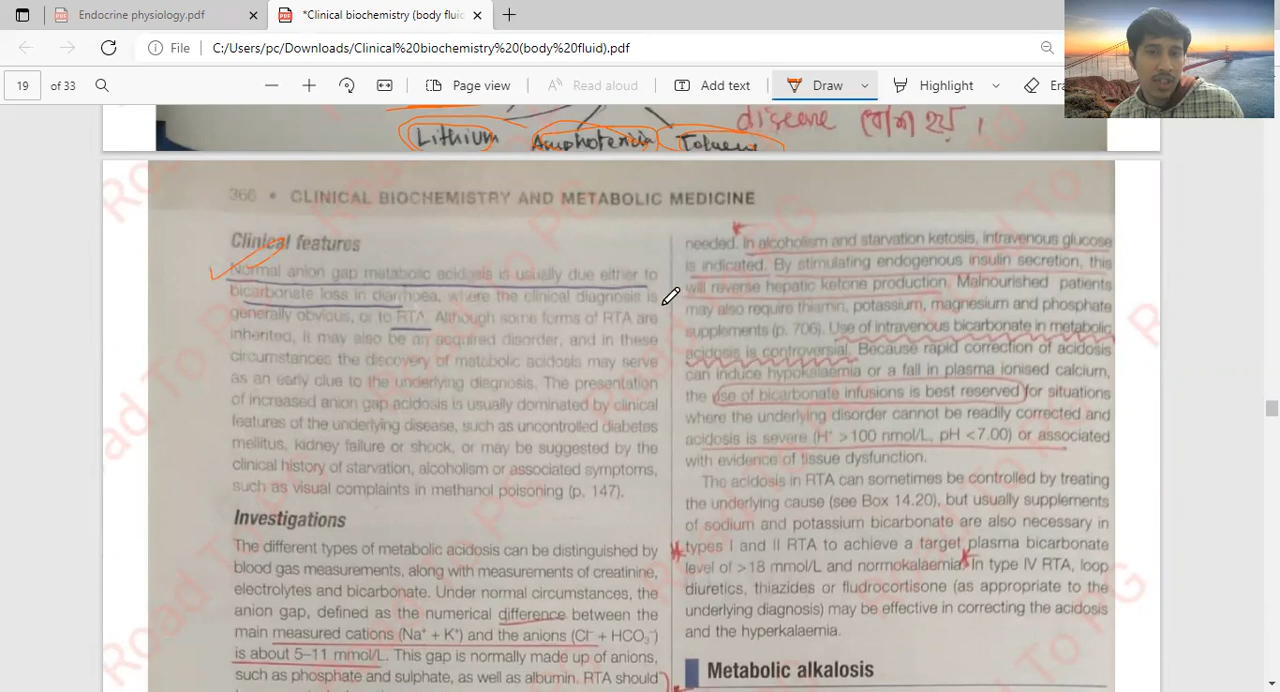 Endocrine physiology.pdf
*Clinical biochemistry (body fluid
File
C:/Users/pc/Downloads/Clinical%20biochemistry%20(body%20fluid).pdf
19 of 33
Page view
Read aloud
Add text
Draw
Highlight
Era
Lithium
Toluene
disease বেশি হয়।
366 • CLINICAL BIOCHEMISTRY AND METABOLIC MEDICINE
Clinical features
Normal anion gap metabolic acidosis is usually due either to
bicarbonate loss in diarrhoea, where the clinical diagnosis is
generally obvious, or to RTA. Although some forms of RTA are
inherited, it may also be an acquired disorder, and in these
circumstances the discovery of metabolic acidosis may serve
as an early clue to the underlying diagnosis. The presentation
of increased anion gap acidosis is usually dominated by clinical
features of the underlying disease, such as uncontrolled diabetes
mellitus, kidney failure or shock, or may be suggested by the
clinical history of starvation, alcoholism or associated symptoms,
such as visual complaints in methanol poisoning (p. 147).
Investigations
The different types of metabolic acidosis can be distinguished by
blood gas measurements, along with measurements of creatinine,
electrolytes and bicarbonate. Under normal circumstances, the
anion gap, defined as the numerical difference between the
main measured cations (Na⁺ + K⁺) and the anions (Cl⁻ + HCO₃⁻)
is about 5–11 mmol/L. This gap is normally made up of anions,
such as phosphate and sulphate, as well as albumin. RTA should
needed. In alcoholism and starvation ketosis, intravenous glucose
is indicated. By stimulating endogenous insulin secretion, this
will reverse hepatic ketone production. Malnourished patients
may also require thiamin, potassium, magnesium and phosphate
supplements (p. 706). Use of intravenous bicarbonate in metabolic
acidosis is controversial. Because rapid correction of acidosis
can induce hypokalaemia or a fall in plasma ionised calcium,
the use of bicarbonate infusions is best reserved for situations
where the underlying disorder cannot be readily corrected and
acidosis is severe (H⁺ >100 nmol/L, pH <7.00) or associated
with evidence of tissue dysfunction.
The acidosis in RTA can sometimes be controlled by treating
the underlying cause (see Box 14.20), but usually supplements
of sodium and potassium bicarbonate are also necessary in
types I and II RTA to achieve a target plasma bicarbonate
level of >18 mmol/L and normokalaemia. In type IV RTA, loop
diuretics, thiazides or fludrocortisone (as appropriate to the
underlying diagnosis) may be effective in correcting the acidosis
and the hyperkalaemia.
Metabolic alkalosis
Road To PG